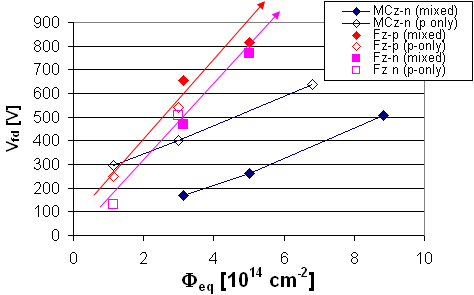 MCz-n (mixed)
MCz-n (p only)
Fz-p (mixed)
Fz-p (p-only)
Fz-n (mixed)
Fz n (p-only)
900
800
700
600
500
400
300
200
100
0
Vfd [V]
0 2 4 6 8 10
Φeq [10¹⁴ cm⁻²]